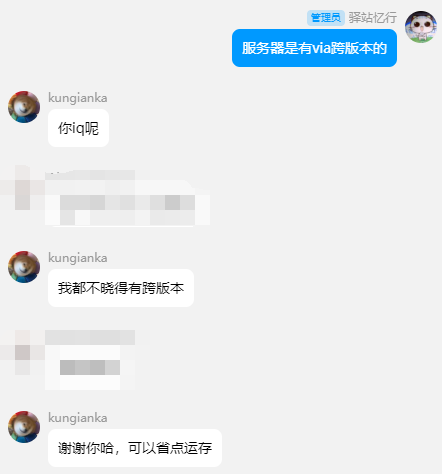 管理员 驿站忆行
服务器是有via跨版本的
kungianka
你iq呢
kungianka
我都不晓得有跨版本
kungianka
谢谢你哈，可以省点运存